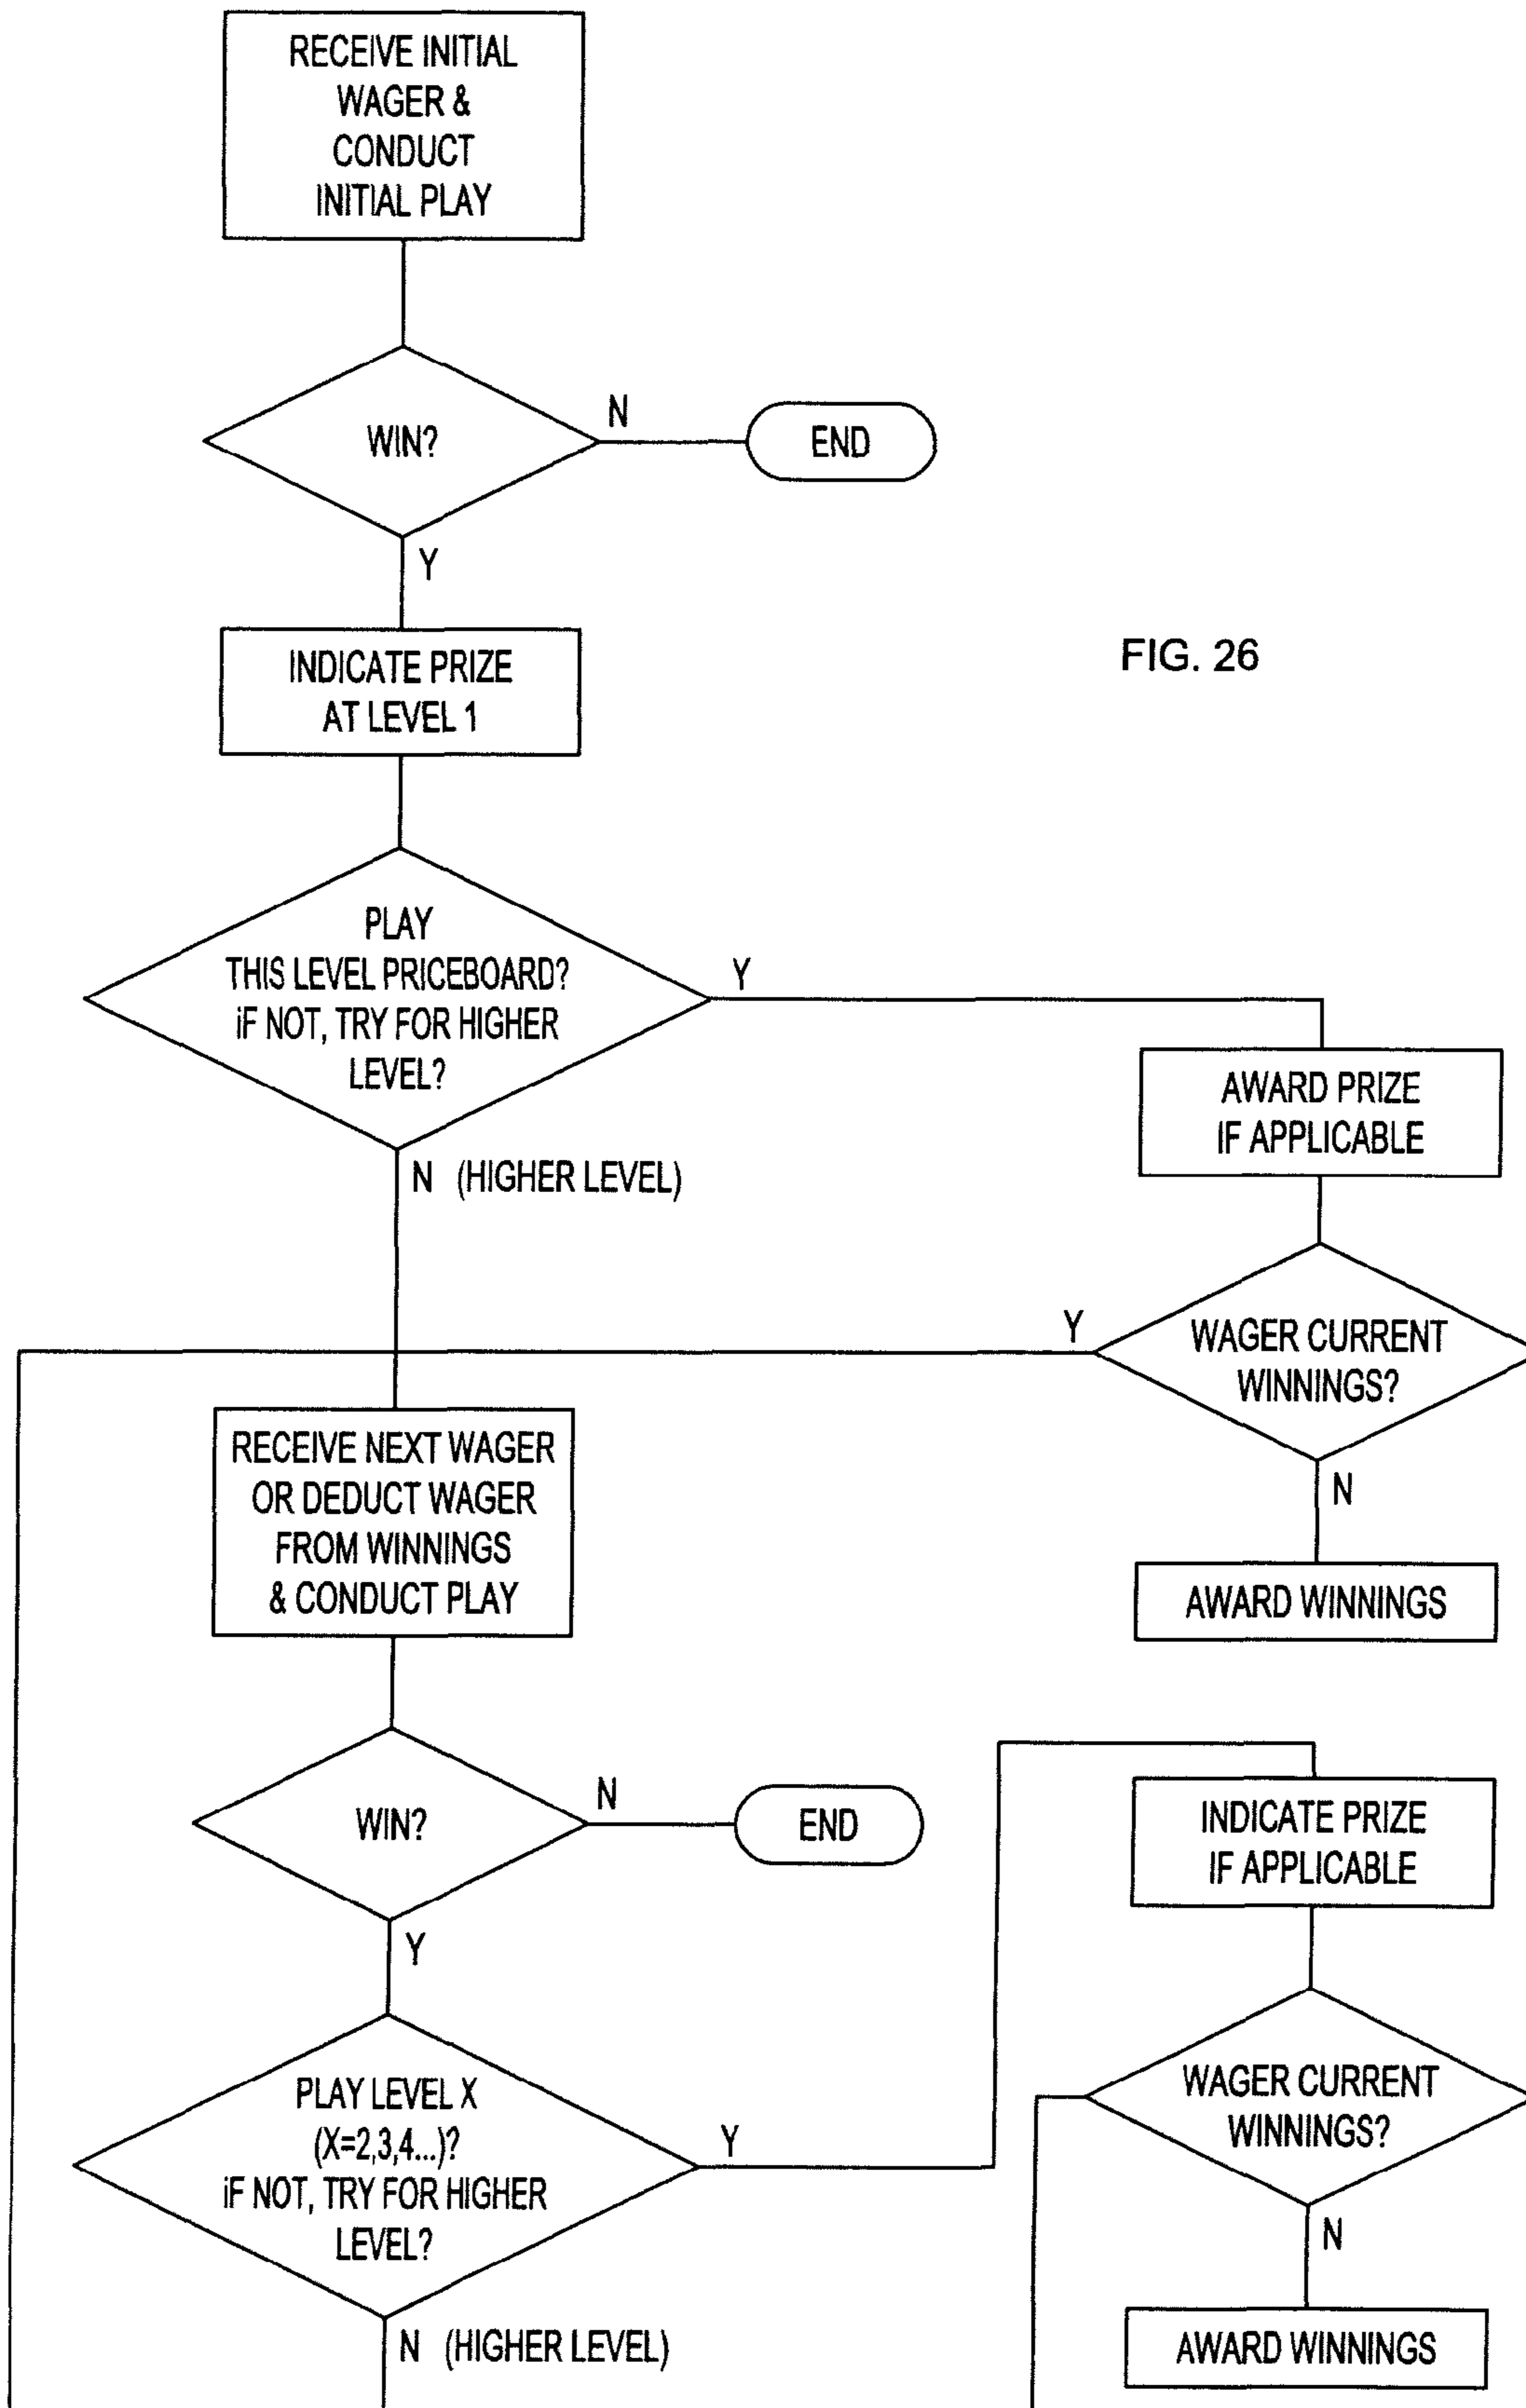 RECEIVE INITIAL
WAGER &
CONDUCT
INITIAL PLAY
WIN?
N
END
Y
INDICATE PRIZE
AT LEVEL 1
FIG. 26
PLAY
THIS LEVEL PRICEBOARD?
iF NOT, TRY FOR HIGHER
LEVEL?
Y
N (HIGHER LEVEL)
AWARD PRIZE
IF APPLICABLE
Y
WAGER CURRENT
WINNINGS?
N
AWARD WINNINGS
RECEIVE NEXT WAGER
OR DEDUCT WAGER
FROM WINNINGS
& CONDUCT PLAY
WIN?
N
END
Y
PLAY LEVEL X
(X=2,3,4...)?
iF NOT, TRY FOR HIGHER
LEVEL?
Y
N (HIGHER LEVEL)
INDICATE PRIZE
IF APPLICABLE
WAGER CURRENT
WINNINGS?
N
AWARD WINNINGS